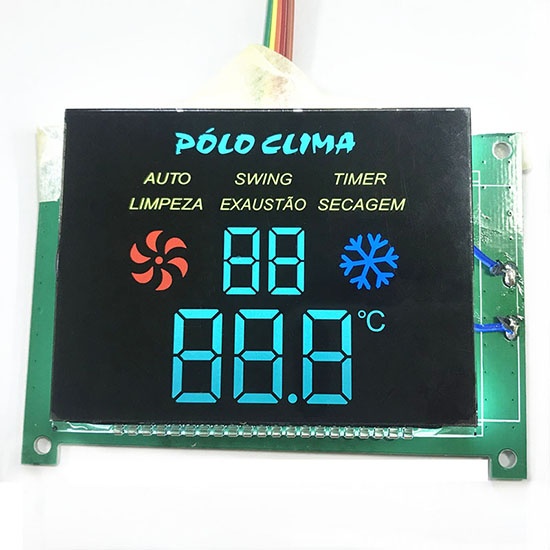 PÓLO CLIMA
AUTO SWING TIMER
LIMPEZA EXAUSTÃO SECAGEM
88
88.8 °C